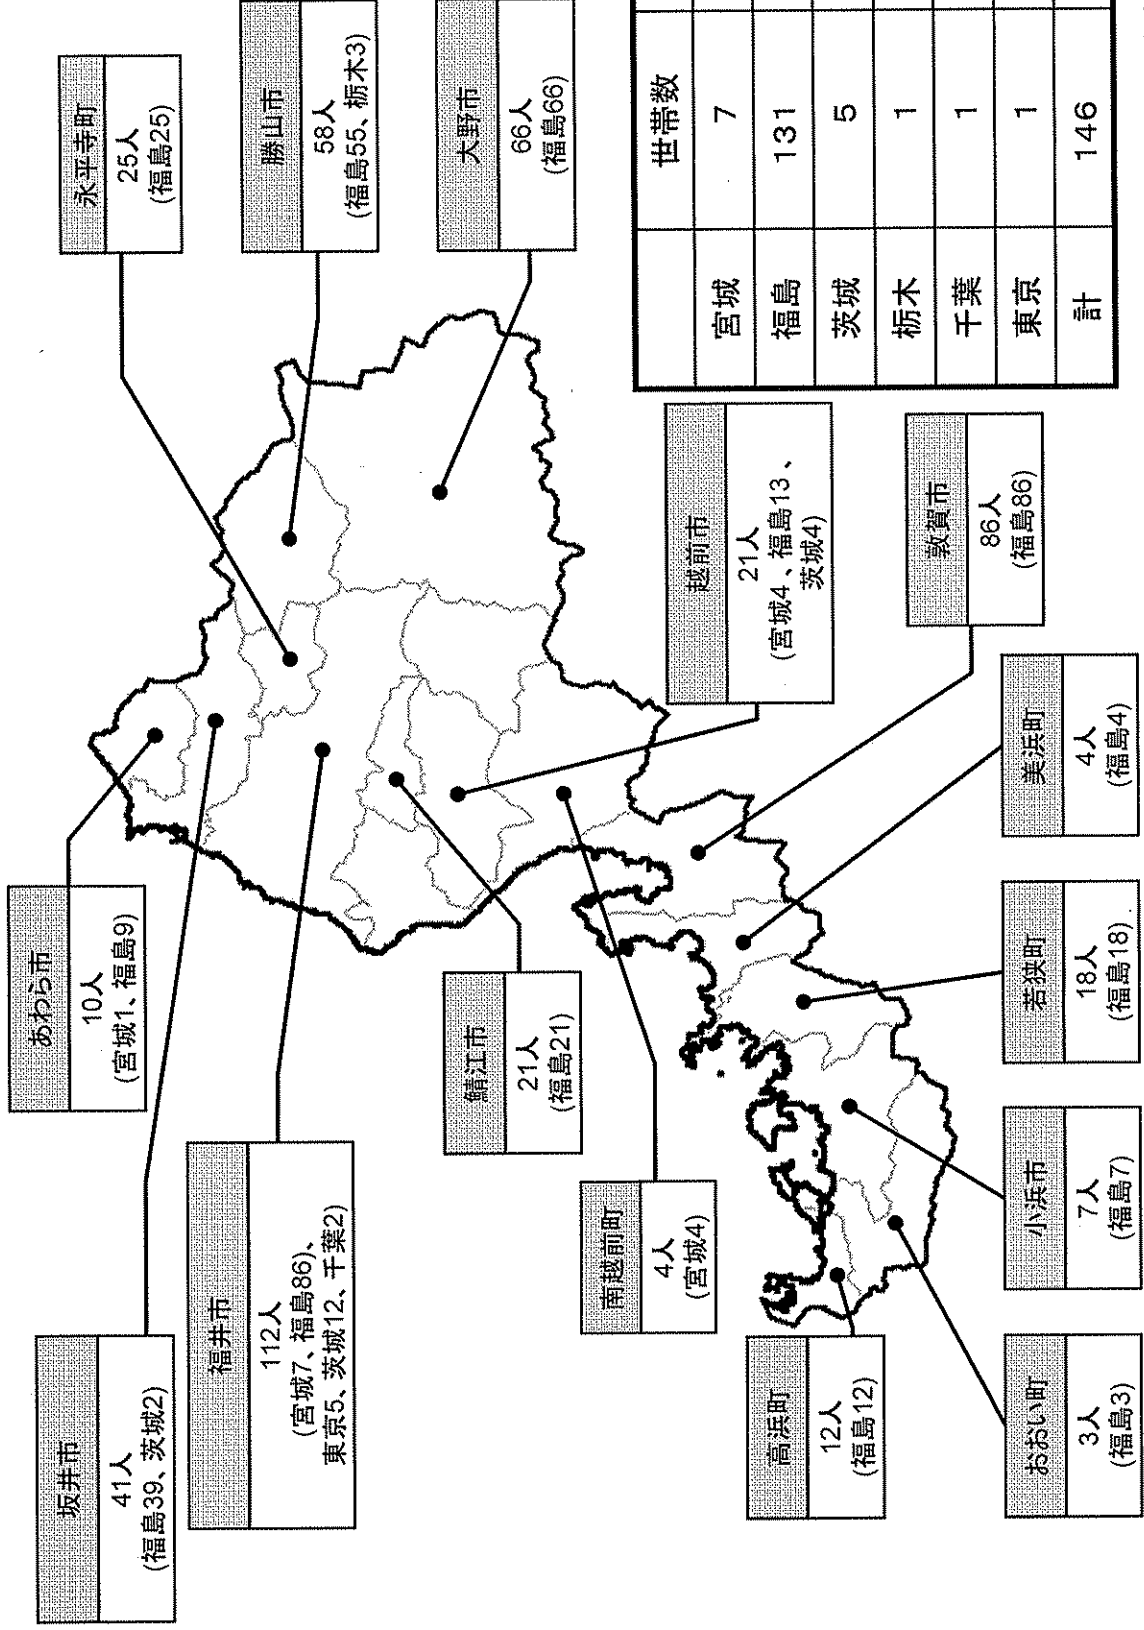 坂井市
41人
(福島39、茨城2)
福井市
112人
(宮城7、福島86)、
東京5、茨城12、千葉2)
あわら市
10人
(宮城1、福島9)
永平寺町
25人
(福島25)
勝山市
58人
(福島55、栃木3)
大野市
66人
(福島66)
鯖江市
21人
(福島21)
南越前町
4人
(宮城4)
越前市
21人
(宮城4、福島13、
茨城4)
敦賀市
86人
(福島86)
美浜町
4人
(福島4)
若狭町
18人
(福島18)
小浜市
7人
(福島7)
おおい町
3人
(福島3)
高浜町
12人
(福島12)
世帯数
宮城 7
福島 131
茨城 5
栃木 1
千葉 1
東京 1
計 146